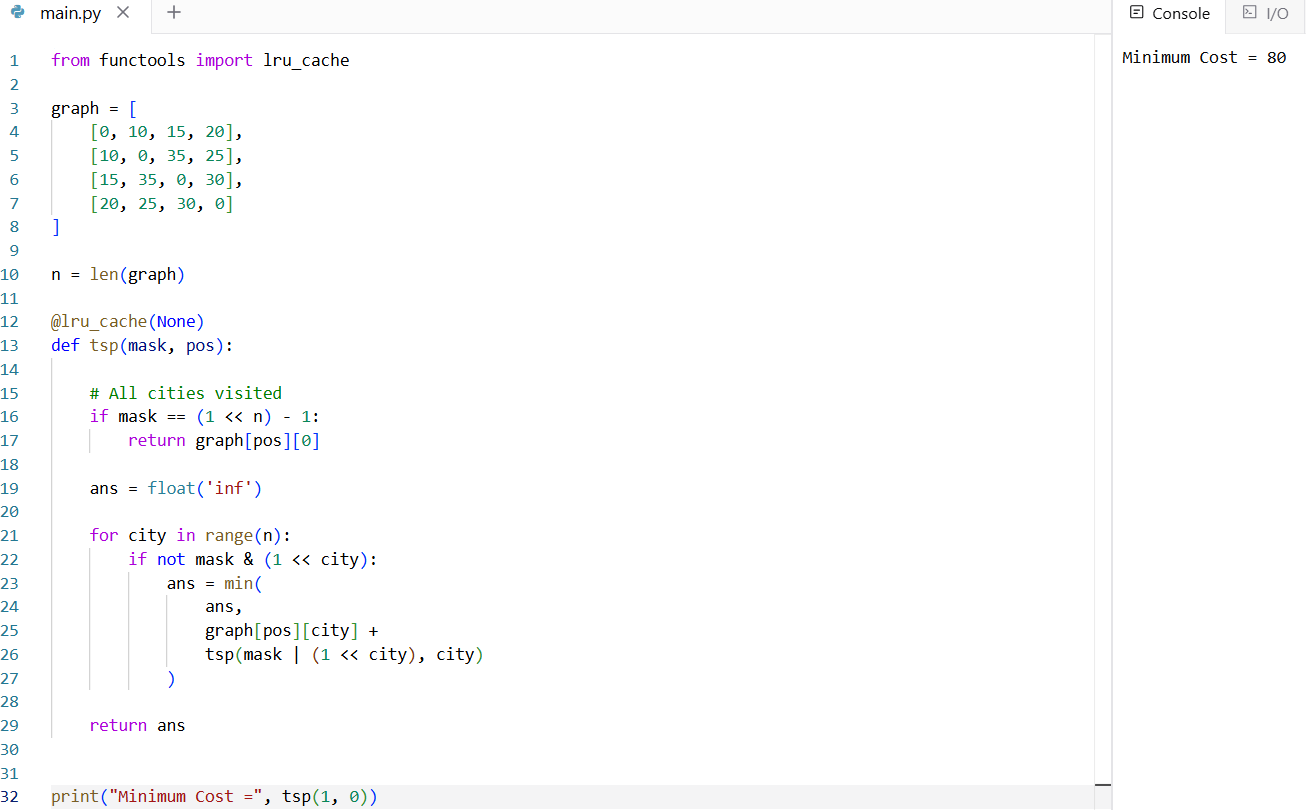 main.py
Console
I/O
1 from functools import lru_cache
2
3 graph = [
4     [0, 10, 15, 20],
5     [10, 0, 35, 25],
6     [15, 35, 0, 30],
7     [20, 25, 30, 0]
8 ]
9
10 n = len(graph)
11
12 @lru_cache(None)
13 def tsp(mask, pos):
14
15     # All cities visited
16     if mask == (1 << n) - 1:
17         return graph[pos][0]
18
19     ans = float('inf')
20
21     for city in range(n):
22         if not mask & (1 << city):
23             ans = min(
24                 ans,
25                 graph[pos][city] +
26                 tsp(mask | (1 << city), city)
27             )
28
29     return ans
30
31
32 print("Minimum Cost =", tsp(1, 0))
Minimum Cost = 80